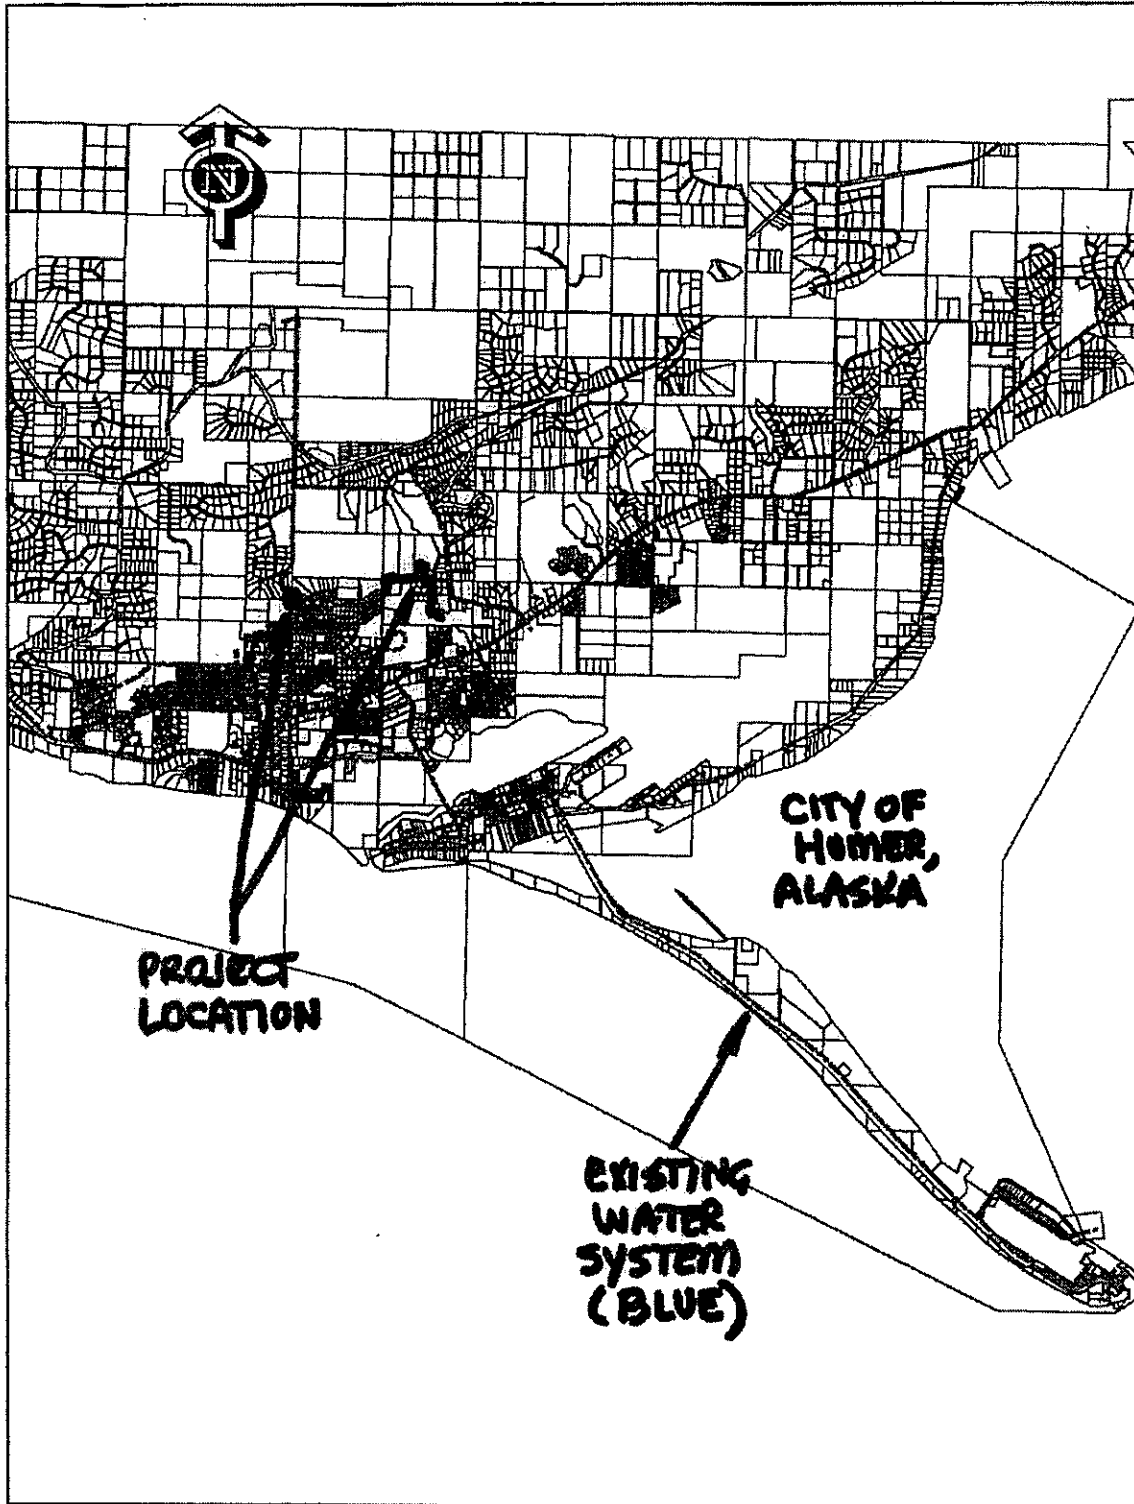 N
CITY OF
HOMER,
ALASKA
PROJECT
LOCATION
EXISTING
WATER
SYSTEM
(BLUE)